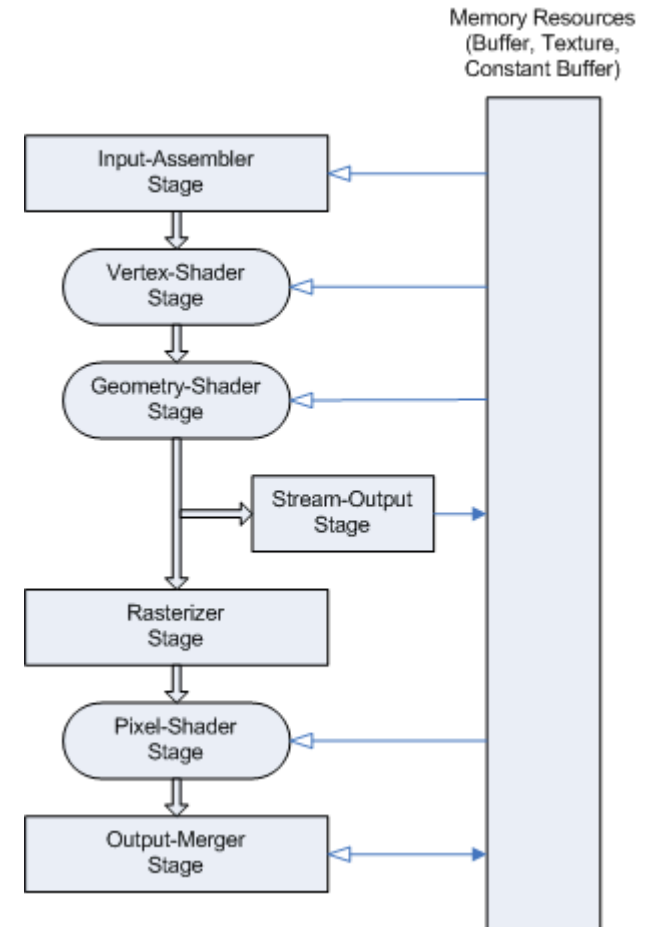 Memory Resources
(Buffer, Texture,
Constant Buffer)
Input-Assembler
Stage
Vertex-Shader
Stage
Geometry-Shader
Stage
Stream-Output
Stage
Rasterizer
Stage
Pixel-Shader
Stage
Output-Merger
Stage